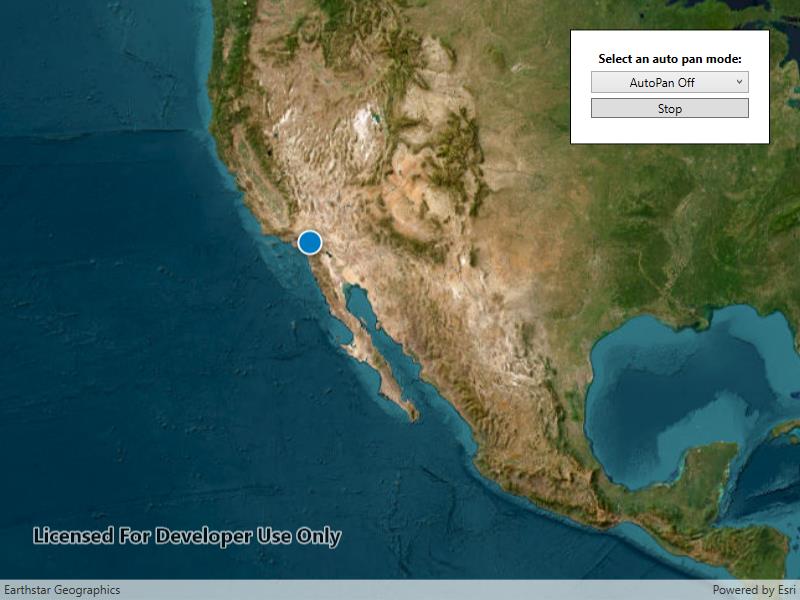 Select an auto pan mode:
AutoPan Off
Stop
Licensed For Developer Use Only
Earthstar Geographics
Powered by Esri